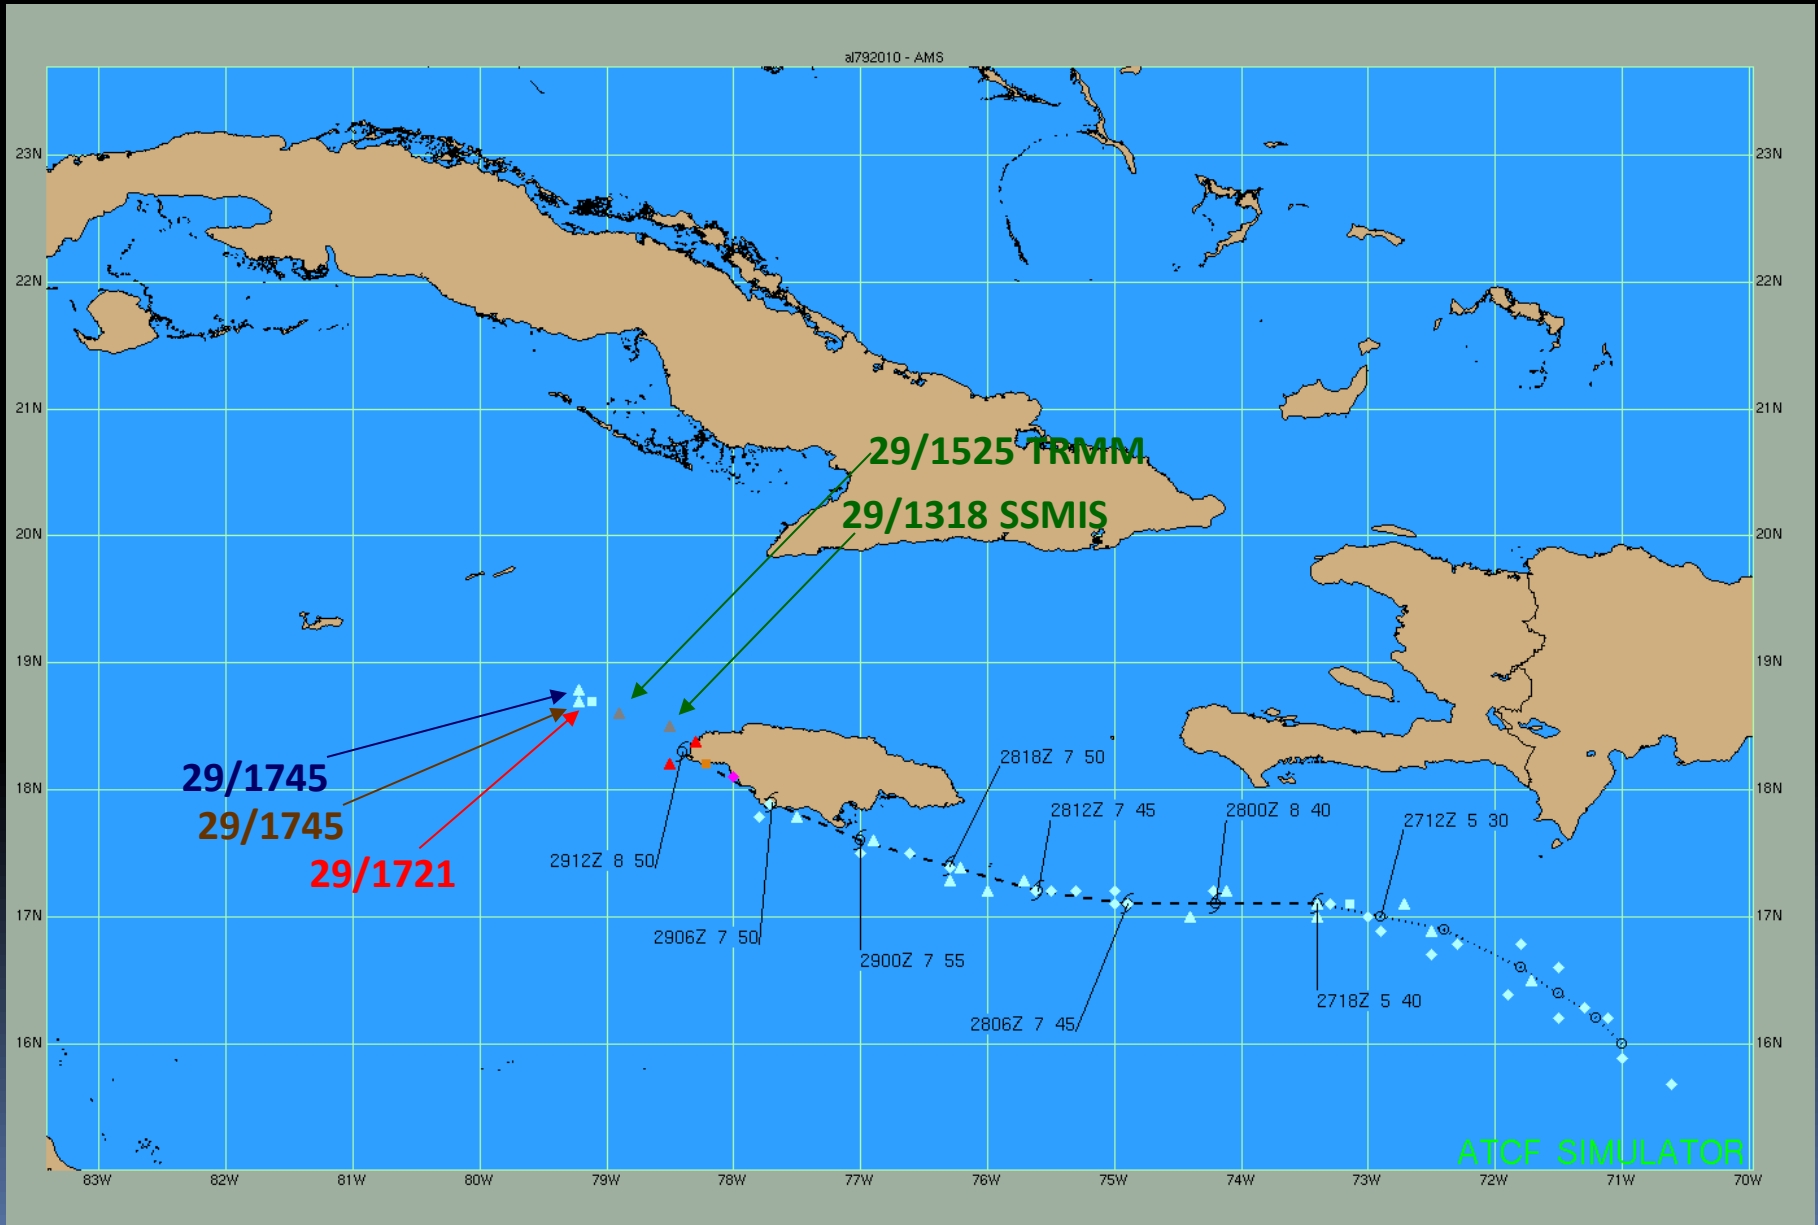 al792010 - AMS
23N 23N
22N 22N
21N 21N
29/1525 TRMM
29/1318 SSMIS
20N 20N
19N 19N
2818Z 7 50
29/1745
18N 18N
2812Z 7 45
2800Z 8 40
2712Z 5 30
29/1745
2912Z 8 50
29/1721
17N 17N
2906Z 7 50
2900Z 7 55
2718Z 5 40
2806Z 7 45
16N 16N
ATCF SIMULATOR
83W 82W 81W 80W 79W 78W 77W 76W 75W 74W 73W 72W 71W 70W